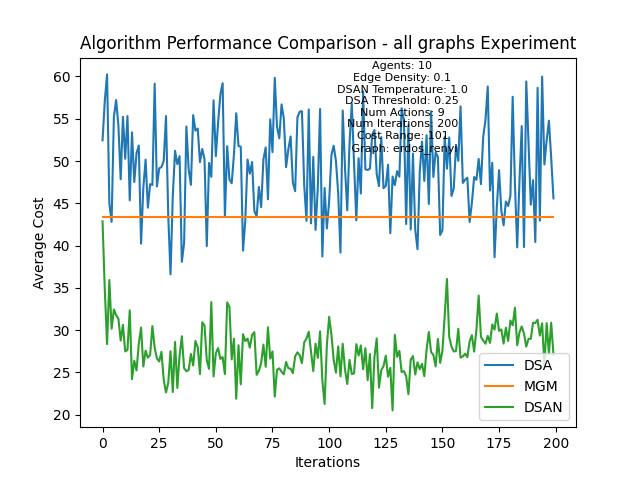 Algorithm Performance Comparison - all graphs Experiment
Agents: 10
Edge Density: 0.1
DSAN Temperature: 1.0
DSA Threshold: 0.25
Num Actions: 9
Num Iterations: 200
Cost Range: 101
Graph: erdos_renyi
60
55
50
45
40
35
30
25
20
Average Cost
0
25
50
75
100
125
150
175
200
Iterations
DSA
MGM
DSAN